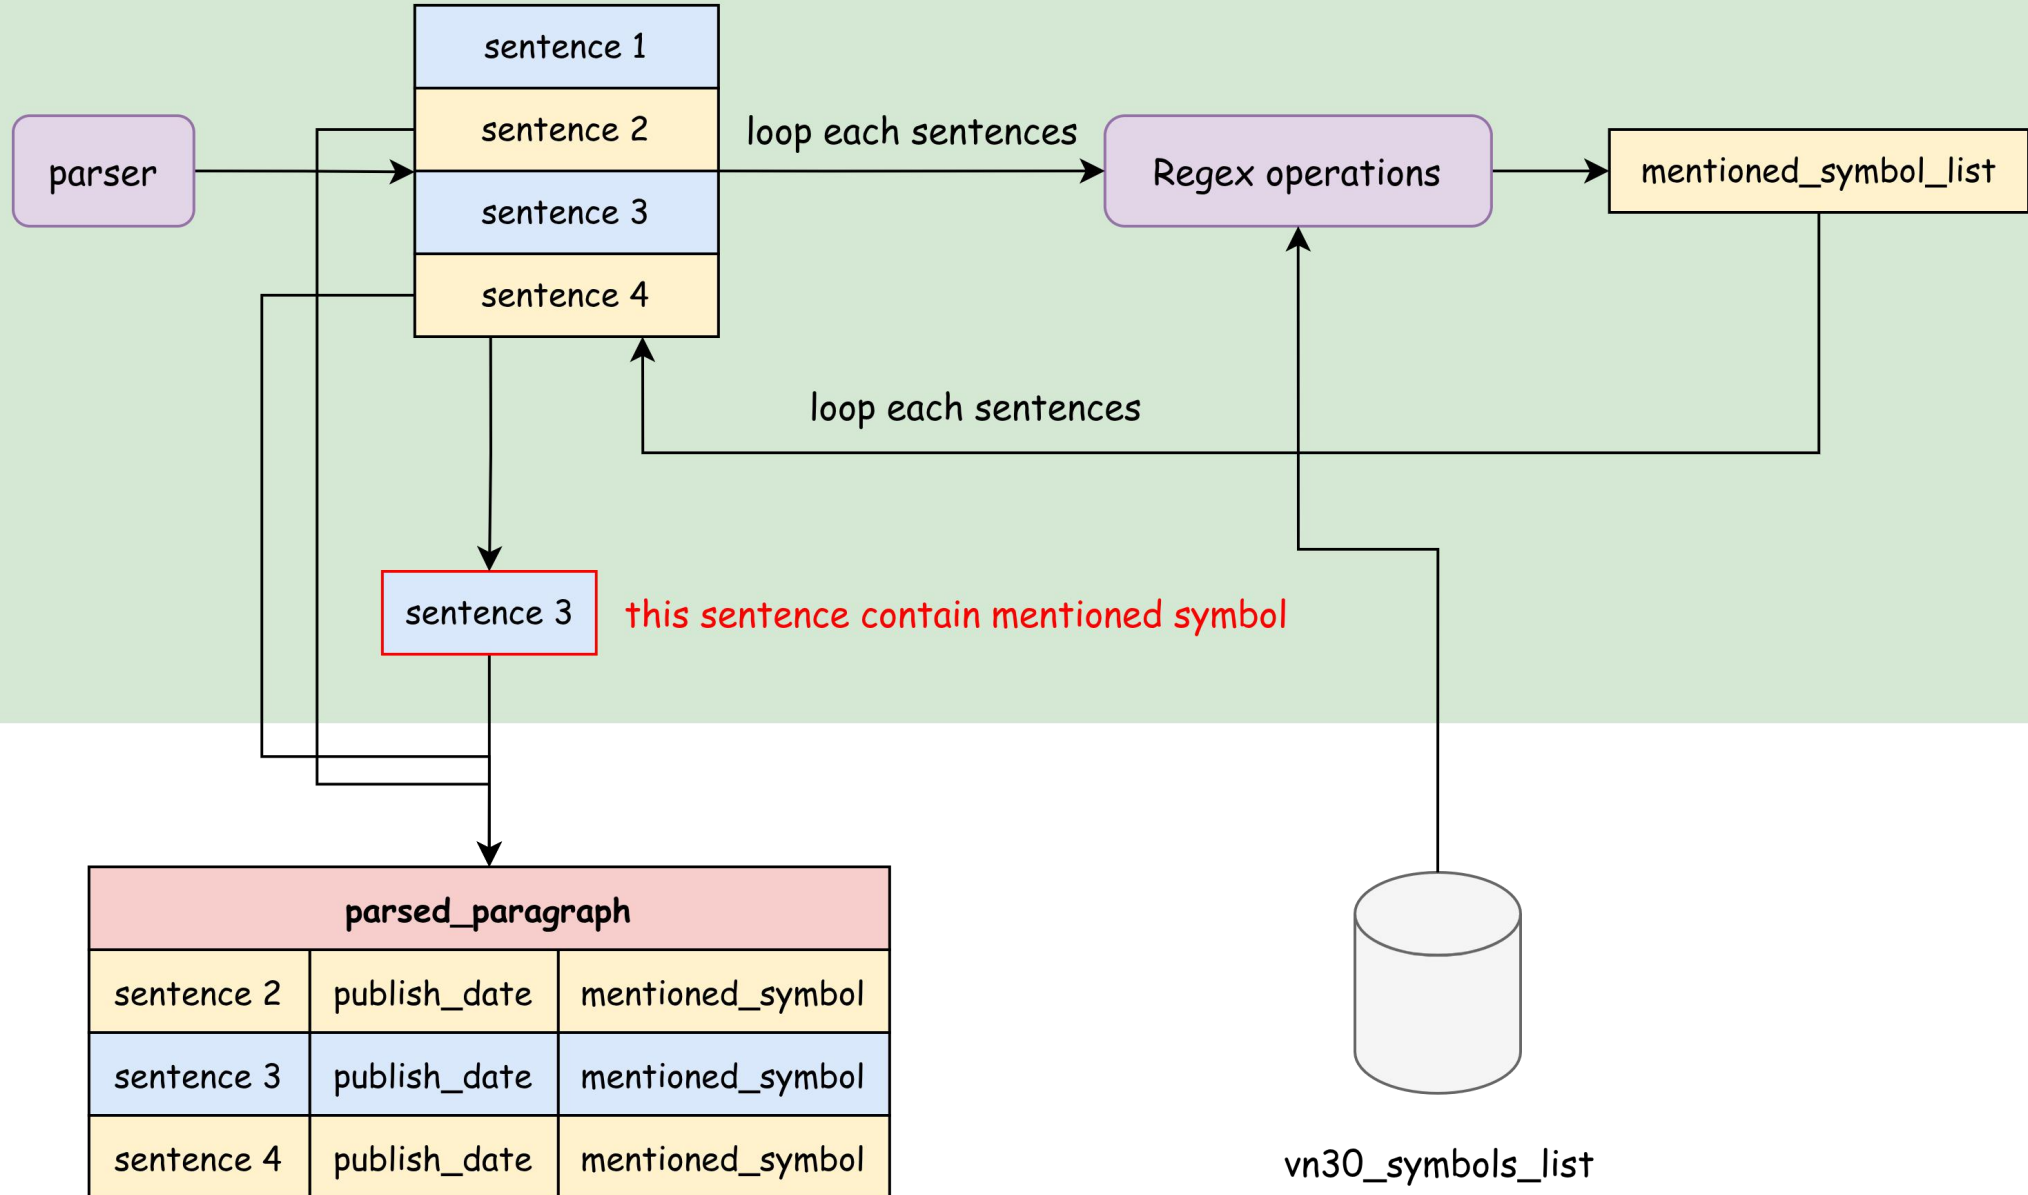 sentence 1
sentence 2
sentence 3
sentence 4
parser
loop each sentences
Regex operations
mentioned_symbol_list
loop each sentences
sentence 3
this sentence contain mentioned symbol
parsed_paragraph
sentence 2 publish_date mentioned_symbol
sentence 3 publish_date mentioned_symbol
sentence 4 publish_date mentioned_symbol
vn30_symbols_list